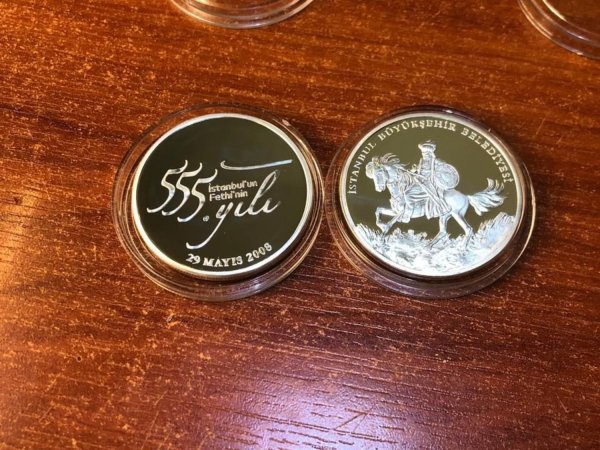 555.
İstanbul'un
Fethi'nin
yılı
29 MAYIS 2008
İSTANBUL BÜYÜKŞEHİR BELEDİYESİ